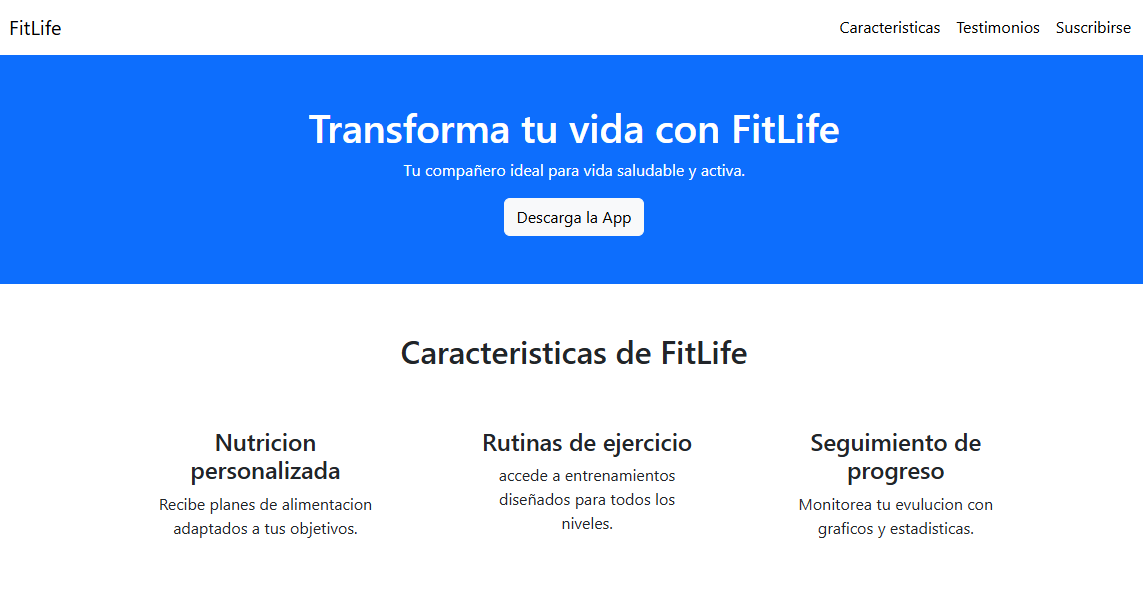 FitLife
Caracteristicas Testimonios Suscribirse
Transforma tu vida con FitLife
Tu compañero ideal para vida saludable y activa.
Descarga la App
Caracteristicas de FitLife
Nutricion
personalizada
Recibe planes de alimentacion
adaptados a tus objetivos.
Rutinas de ejercicio
accede a entrenamientos
diseñados para todos los
niveles.
Seguimiento de
progreso
Monitorea tu evulucion con
graficos y estadisticas.